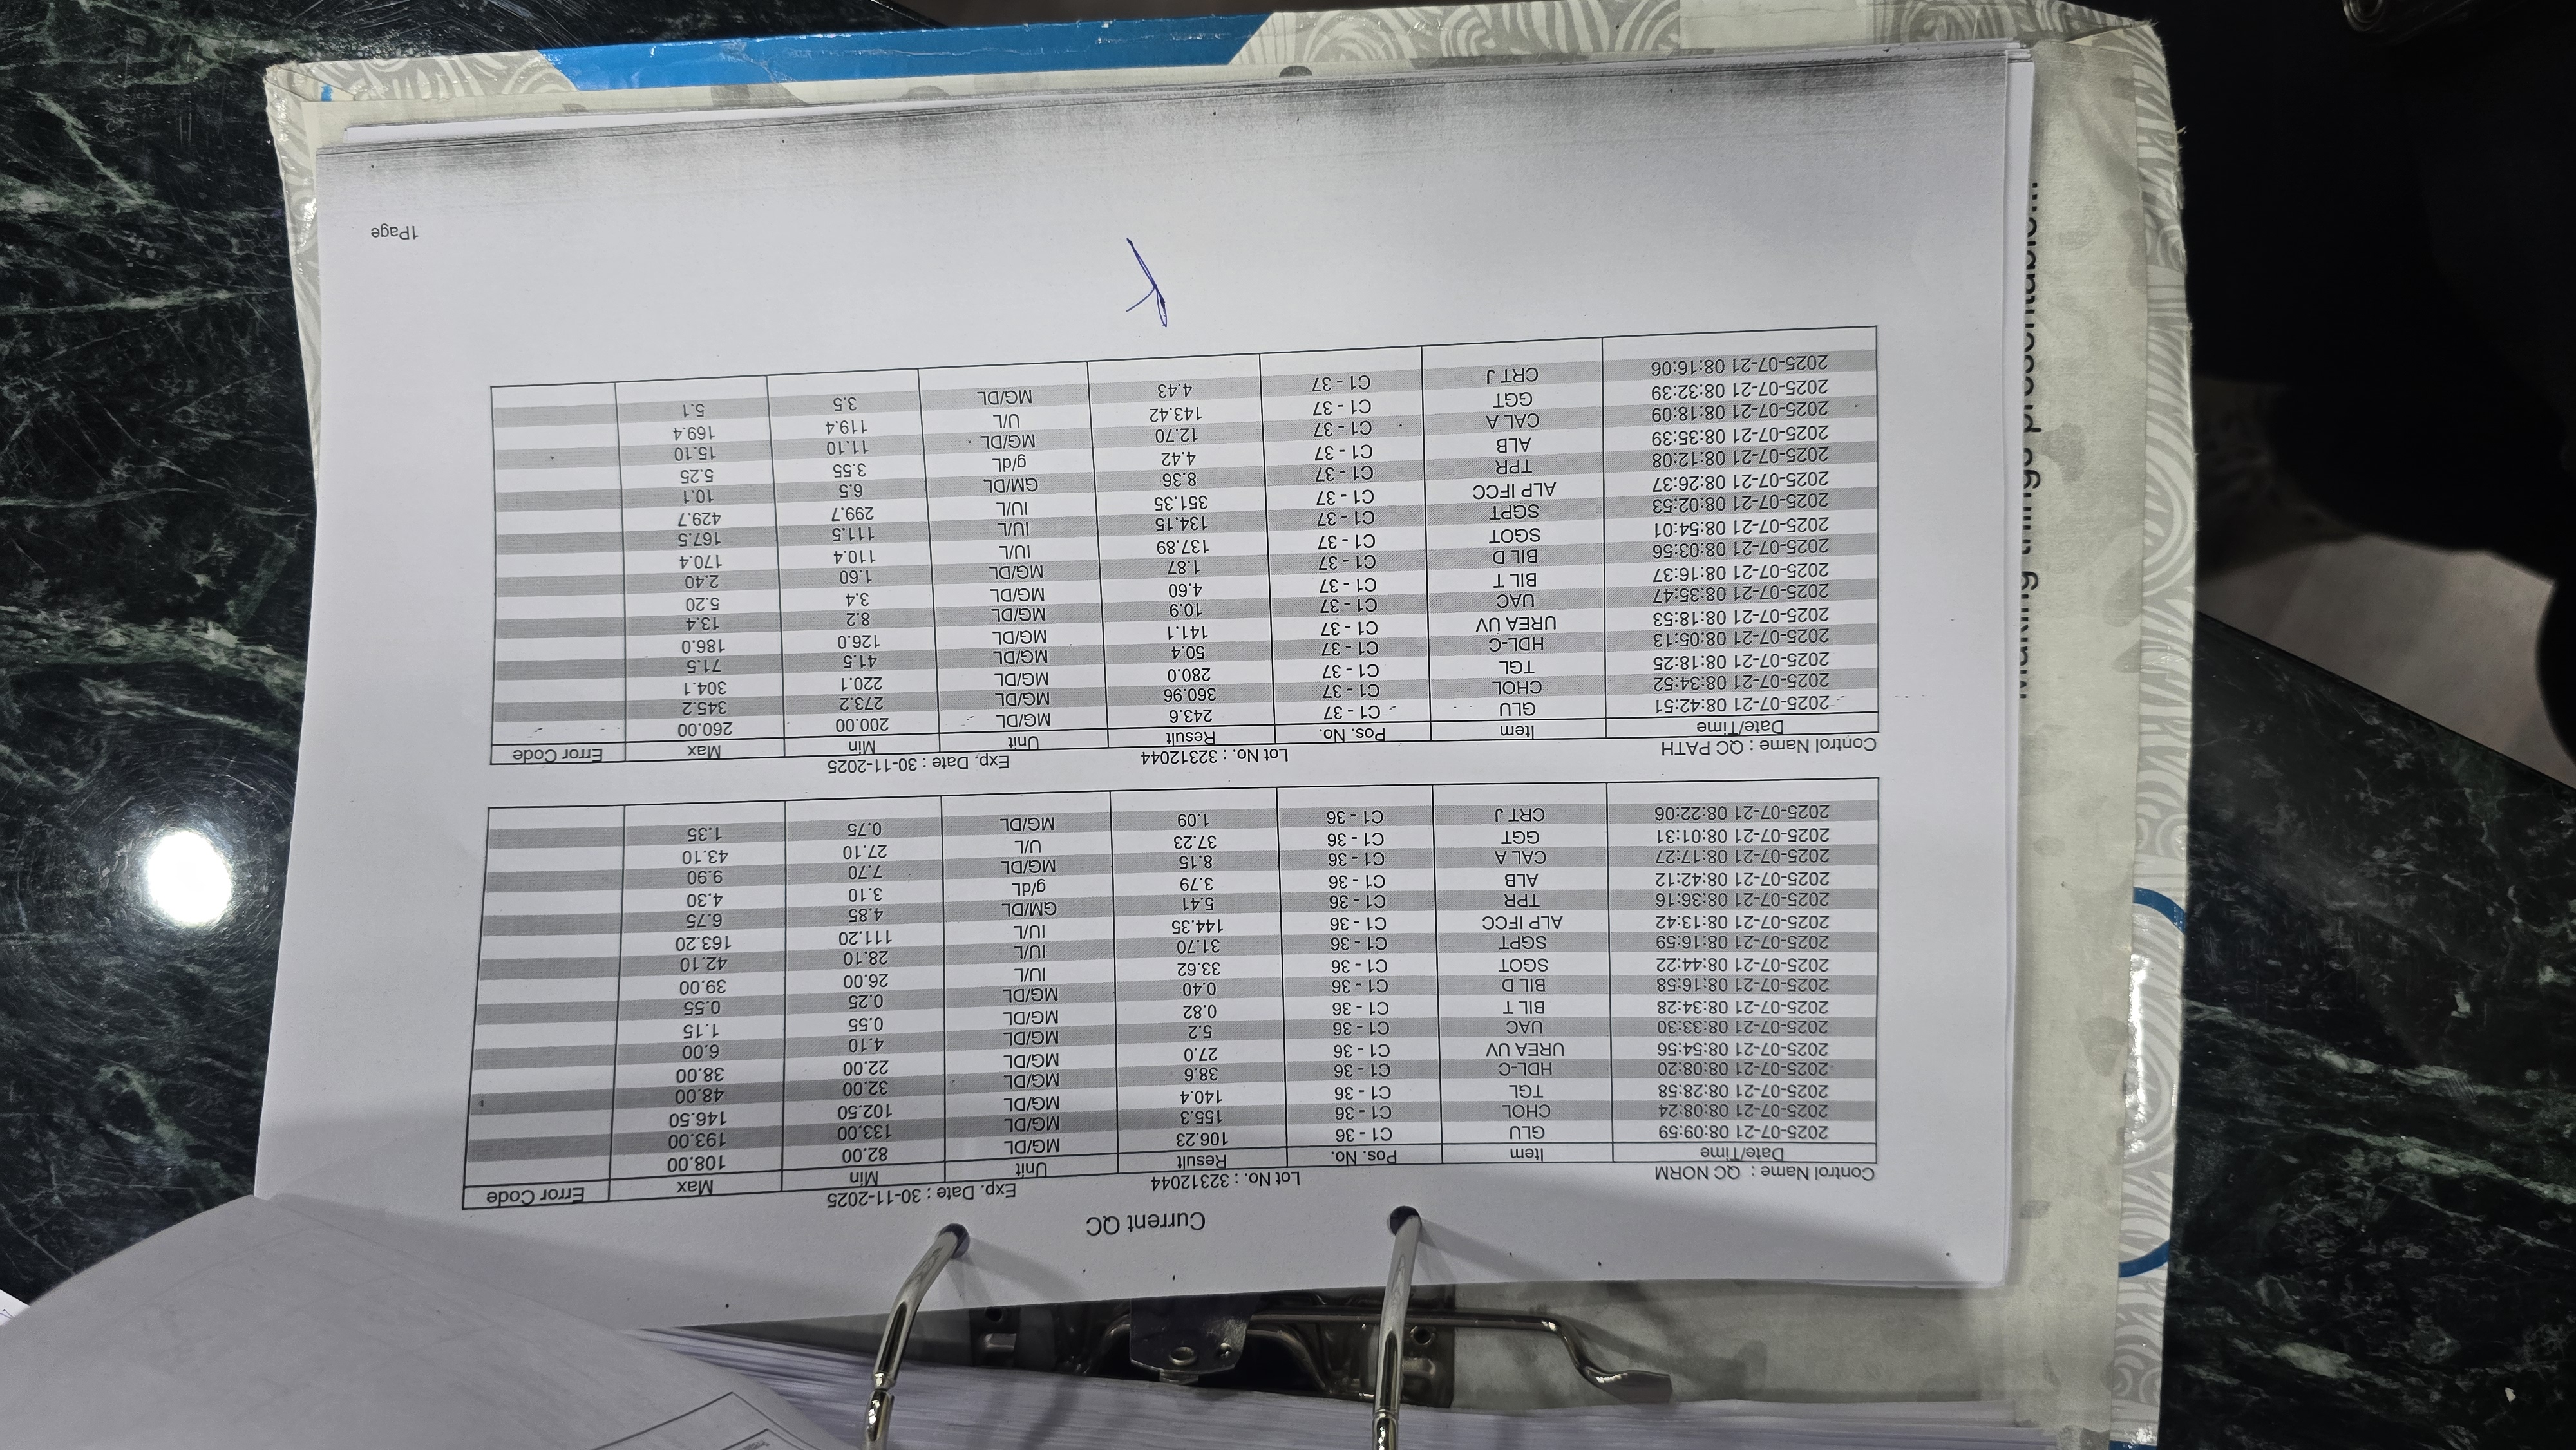 Current QC
Control Name : QC NORM Lot No. : 32312044 Exp. Date : 30-11-2025
Date/Time Item Pos. No. Result Unit Min Max Error Code
2025-07-21 08:09:59 GLU C1 - 36 106.23 MG/DL 82.00 108.00
2025-07-21 08:08:24 CHOL C1 - 36 155.3 MG/DL 133.00 193.00
2025-07-21 08:28:58 TGL C1 - 36 140.4 MG/DL 102.50 146.50
2025-07-21 08:08:20 HDL-C C1 - 36 38.6 MG/DL 32.00 48.00
2025-07-21 08:54:56 UREA UV C1 - 36 27.0 MG/DL 22.00 38.00
2025-07-21 08:33:30 UAC C1 - 36 5.2 MG/DL 4.10 6.00
2025-07-21 08:34:28 BIL T C1 - 36 0.82 MG/DL 0.55 1.15
2025-07-21 08:16:58 BIL D C1 - 36 0.40 MG/DL 0.25 0.55
2025-07-21 08:44:22 SGOT C1 - 36 33.62 IU/L 26.00 39.00
2025-07-21 08:16:59 SGPT C1 - 36 31.70 IU/L 28.10 42.10
2025-07-21 08:13:42 ALP IFCC C1 - 36 144.35 IU/L 111.20 163.20
2025-07-21 08:36:16 TPR C1 - 36 5.41 GM/DL 4.85 6.75
2025-07-21 08:42:12 ALB C1 - 36 3.79 g/dL 3.10 4.30
2025-07-21 08:17:27 CAL A C1 - 36 8.15 MG/DL 7.70 9.90
2025-07-21 08:01:31 GGT C1 - 36 37.23 U/L 27.10 43.10
2025-07-21 08:22:06 CRT J C1 - 36 1.09 MG/DL 0.75 1.35
Control Name : QC PATH Lot No. : 32312044 Exp. Date : 30-11-2025
Date/Time Item Pos. No. Result Unit Min Max Error Code
2025-07-21 08:42:51 GLU C1 - 37 243.6 MG/DL 200.00 260.00
2025-07-21 08:34:52 CHOL C1 - 37 360.96 MG/DL 273.2 345.2
2025-07-21 08:18:25 TGL C1 - 37 280.0 MG/DL 220.1 304.1
2025-07-21 08:05:13 HDL-C C1 - 37 50.4 MG/DL 41.5 71.5
2025-07-21 08:18:53 UREA UV C1 - 37 141.1 MG/DL 126.0 186.0
2025-07-21 08:35:47 UAC C1 - 37 10.9 MG/DL 8.2 13.4
2025-07-21 08:16:37 BIL T C1 - 37 4.60 MG/DL 3.4 5.20
2025-07-21 08:03:56 BIL D C1 - 37 1.87 MG/DL 1.60 2.40
2025-07-21 08:54:01 SGOT C1 - 37 137.89 IU/L 110.4 170.4
2025-07-21 08:02:53 SGPT C1 - 37 134.15 IU/L 111.5 167.5
2025-07-21 08:26:37 ALP IFCC C1 - 37 351.35 IU/L 299.7 429.7
2025-07-21 08:12:08 TPR C1 - 37 8.36 GM/DL 6.5 10.1
2025-07-21 08:35:39 ALB C1 - 37 4.42 g/dL 3.55 5.25
2025-07-21 08:18:09 CAL A C1 - 37 12.70 MG/DL 11.10 15.10
2025-07-21 08:32:39 GGT C1 - 37 143.42 U/L 119.4 169.4
2025-07-21 08:16:06 CRT J C1 - 37 4.43 MG/DL 3.5 5.1
1Page